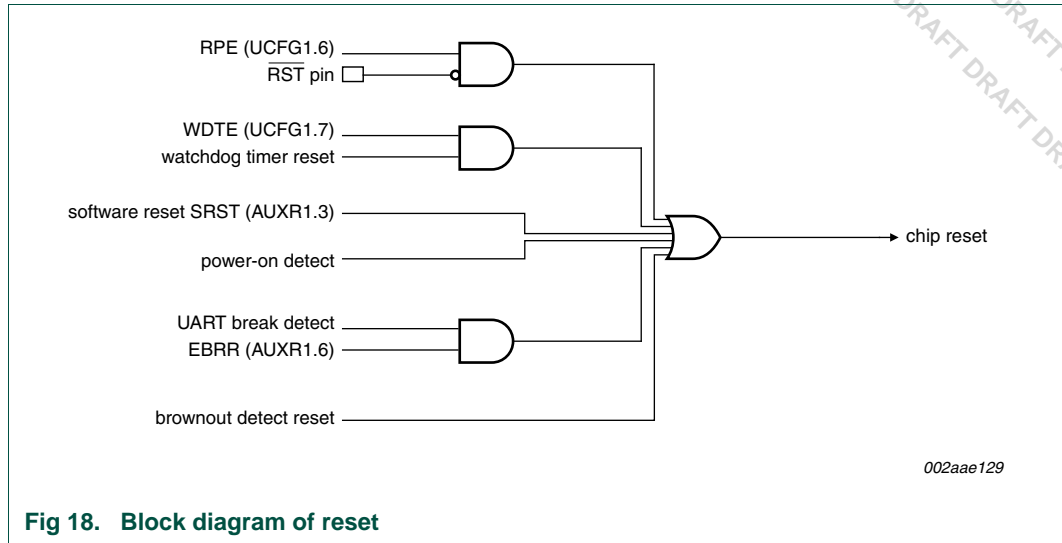 DRAFT DRAFT
DRAFT DRAFT DRA
RPE (UCFG1.6)
RST pin
WDTE (UCFG1.7)
watchdog timer reset
software reset SRST (AUXR1.3)
chip reset
power-on detect
UART break detect
EBRR (AUXR1.6)
brownout detect reset
002aae129
Fig 18. Block diagram of reset